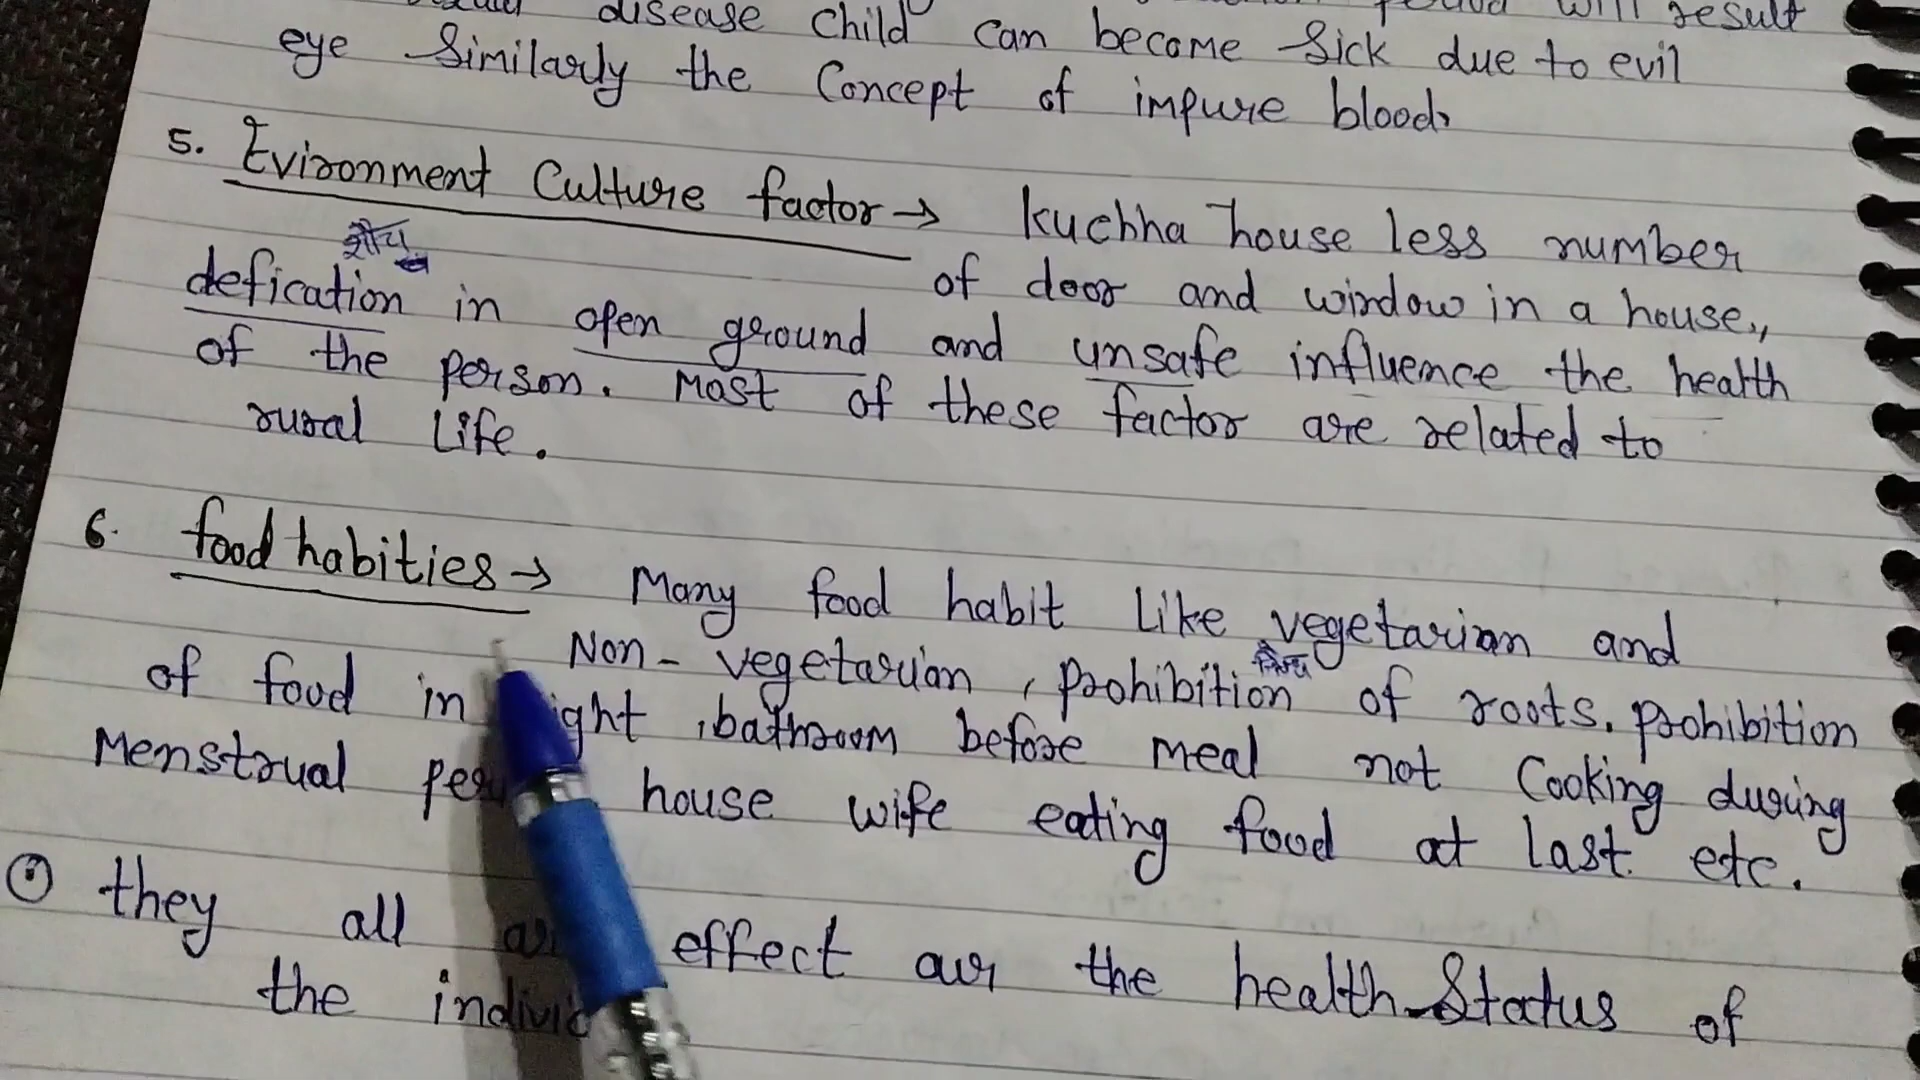 disease child can become Sick due to evil will result
eye Similarly the Concept of impure blood.
5. Evironment Culture factor → kuchha house less number
of door and window in a house,,
शौच
defication in open ground and unsafe influence the health
of the person. Most of these factor are related to
rural Life.
6. food habities → Many food habit like vegetarian and
Non - vegetarian, prohibition of roots. prohibition
of food in ight, bathroom before meal not Cooking during
Menstrual house wife eating food at last etc.
they all effect the health Status of
the